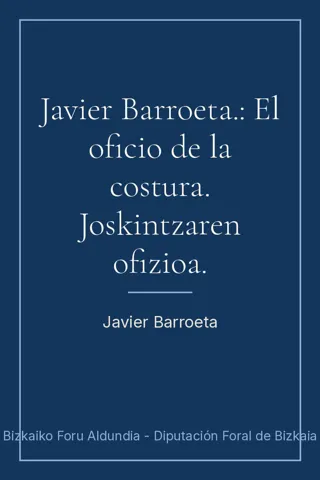 Javier Barroeta.: El
oficio de la
costura.
Joskintzaren
ofizioa.
Javier Barroeta
Bizkaiko Foru Aldundia - Diputación Foral de Bizkaia